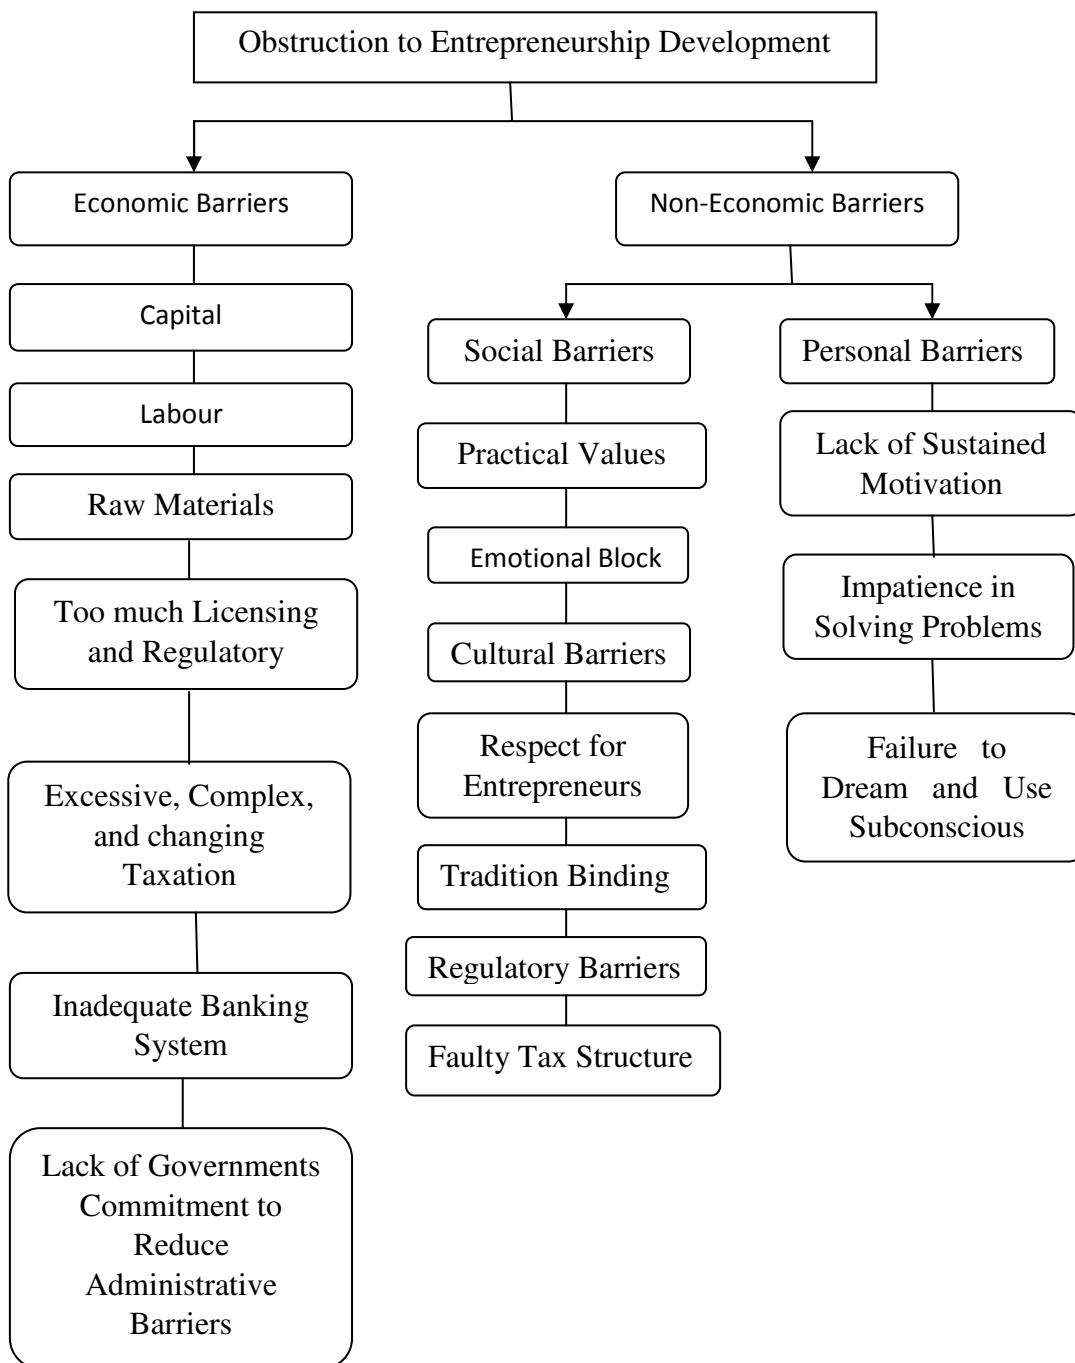 Obstruction to Entrepreneurship Development
Economic Barriers
Non-Economic Barriers
Capital
Labour
Raw Materials
Too much Licensing
and Regulatory
Excessive, Complex,
and changing
Taxation
Inadequate Banking
System
Lack of Governments
Commitment to
Reduce
Administrative
Barriers
Social Barriers
Practical Values
Emotional Block
Cultural Barriers
Respect for
Entrepreneurs
Tradition Binding
Regulatory Barriers
Faulty Tax Structure
Personal Barriers
Lack of Sustained
Motivation
Impatience in
Solving Problems
Failure to
Dream and Use
Subconscious